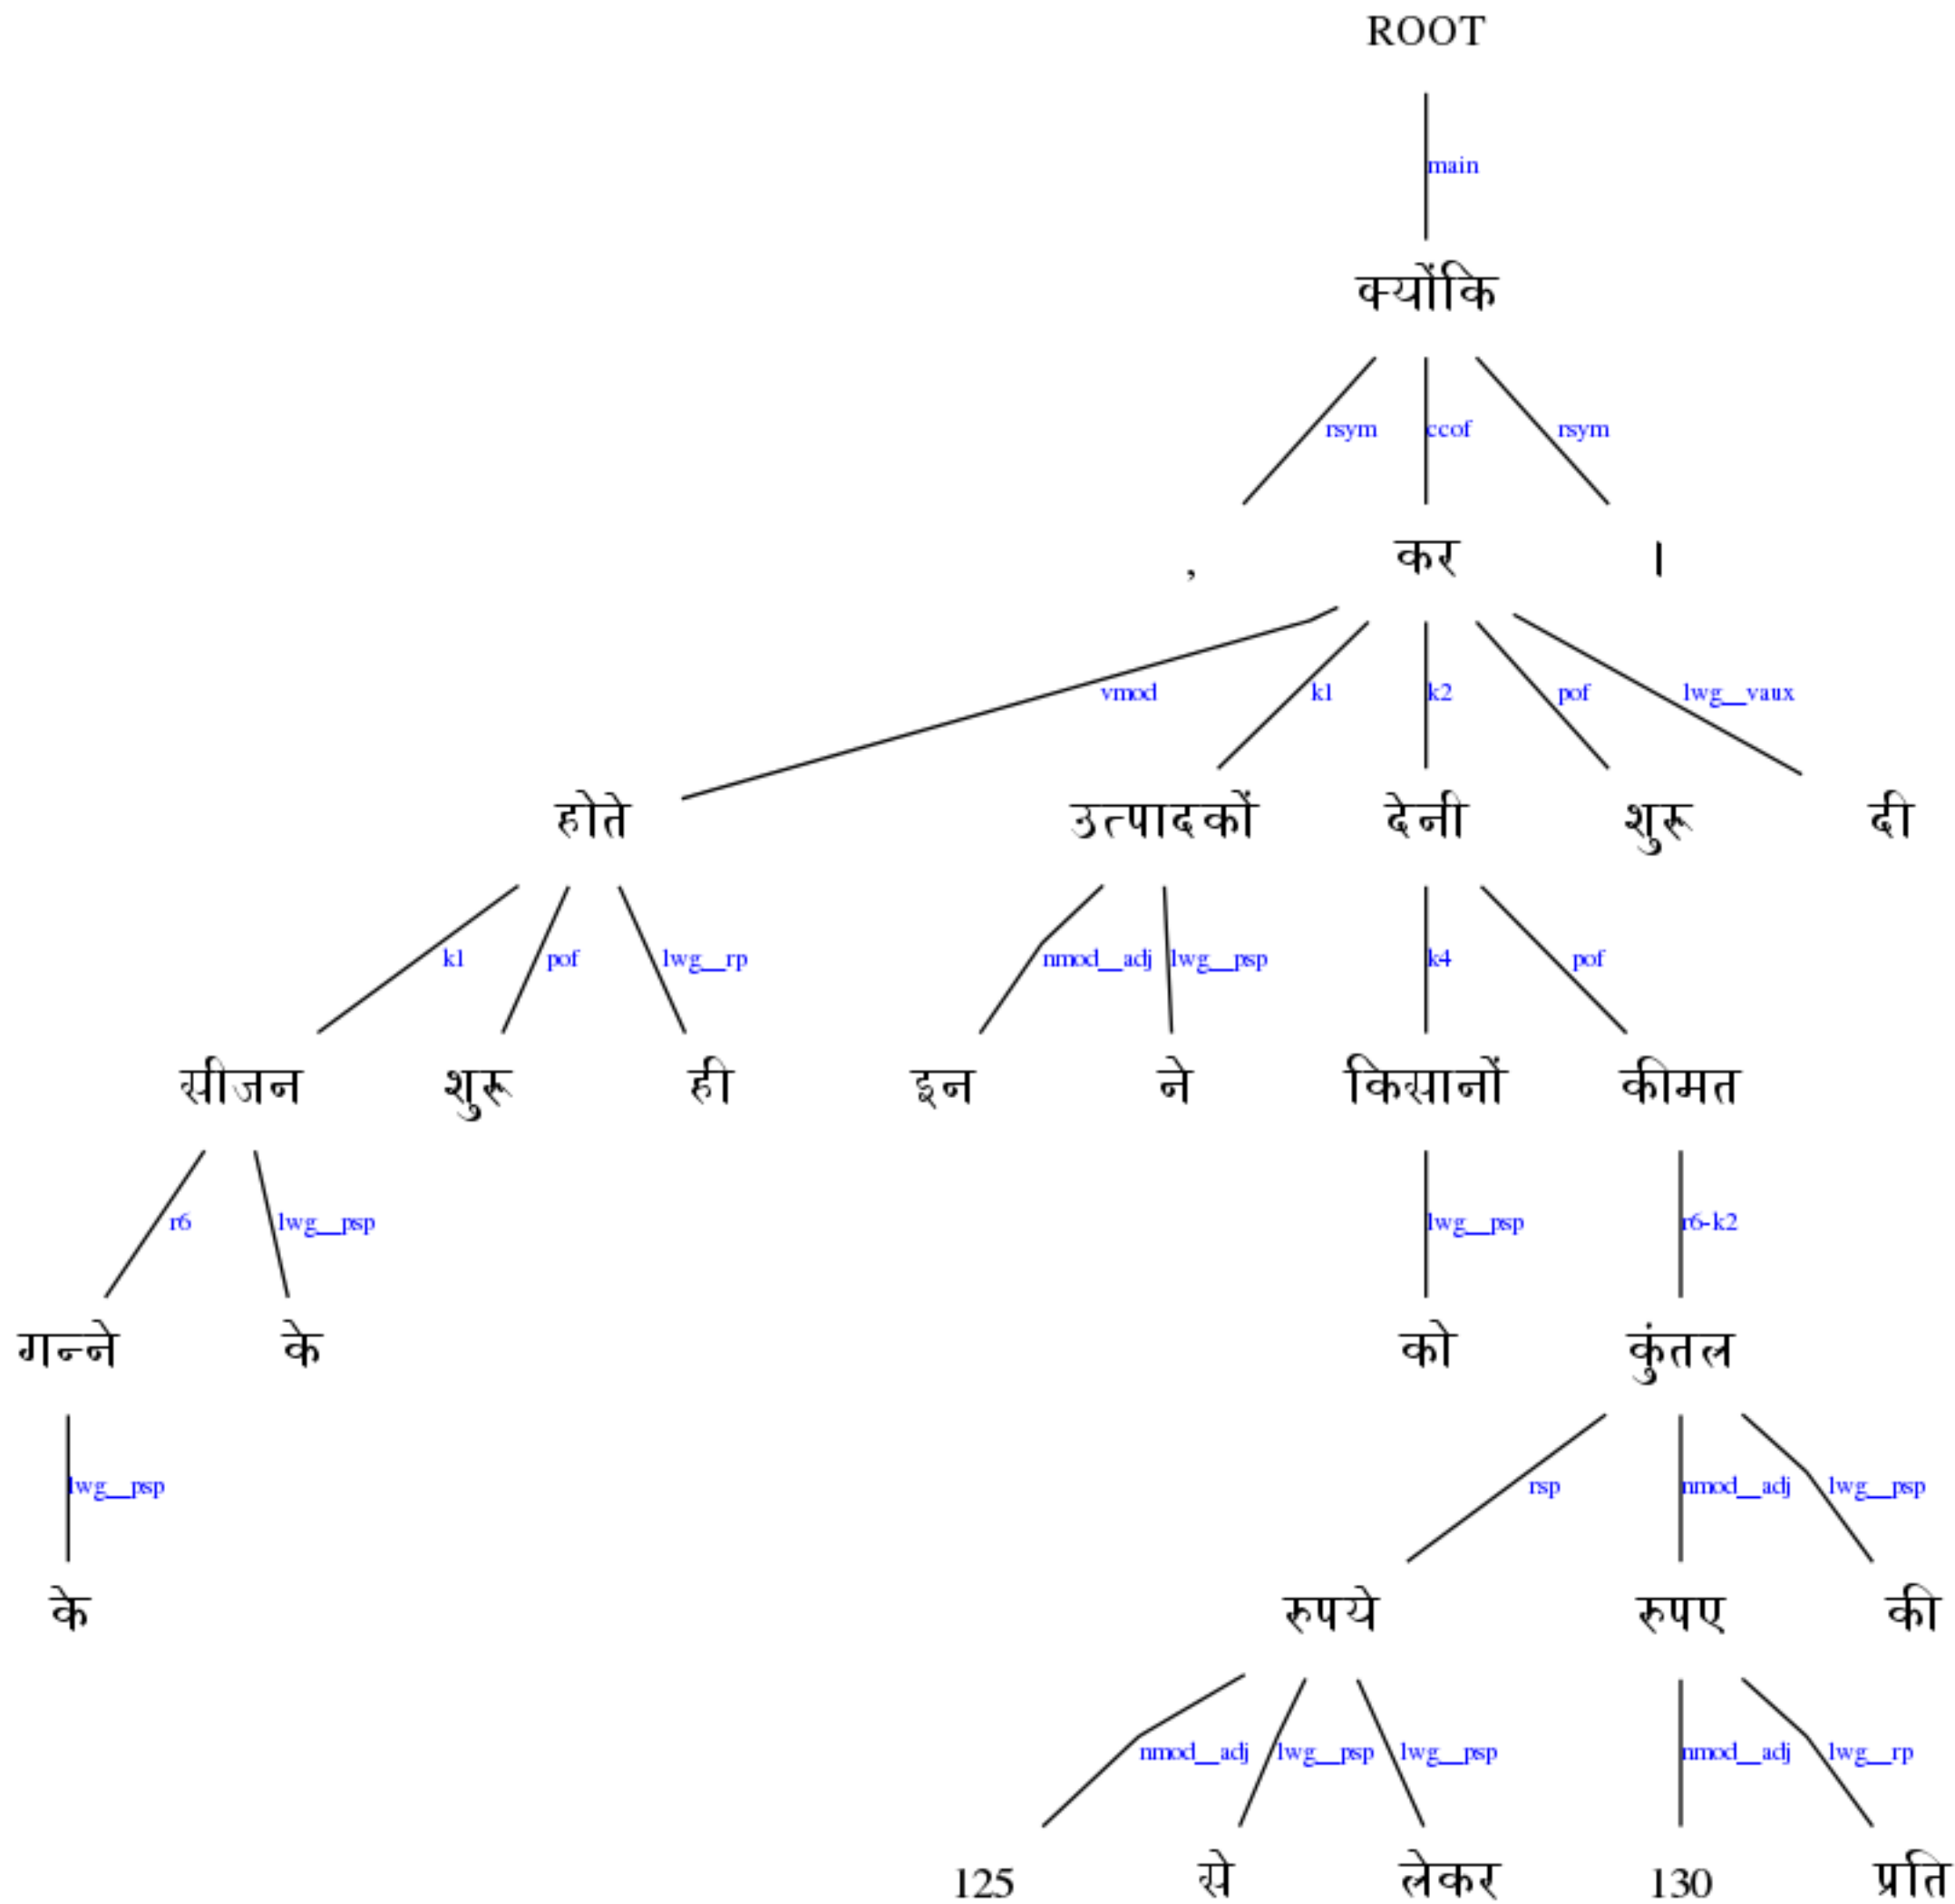 ROOT
main
क्योंकि
rsym ccof rsym
, कर ।
vmod k1 k2 pof lwg__vaux
होते उत्पादकों देनी शुरू दी
k1 pof lwg__rp nmod__adj lwg__psp k4 pof
सीजन शुरू ही इन ने किसानों कीमत
r6 lwg__psp lwg__psp r6-k2
गन्ने के को कुंतल
lwg__psp rsp nmod__adj lwg__psp
के रुपये रुपए की
nmod__adj lwg__psp lwg__psp nmod__adj lwg__rp
125 से लेकर 130 प्रति